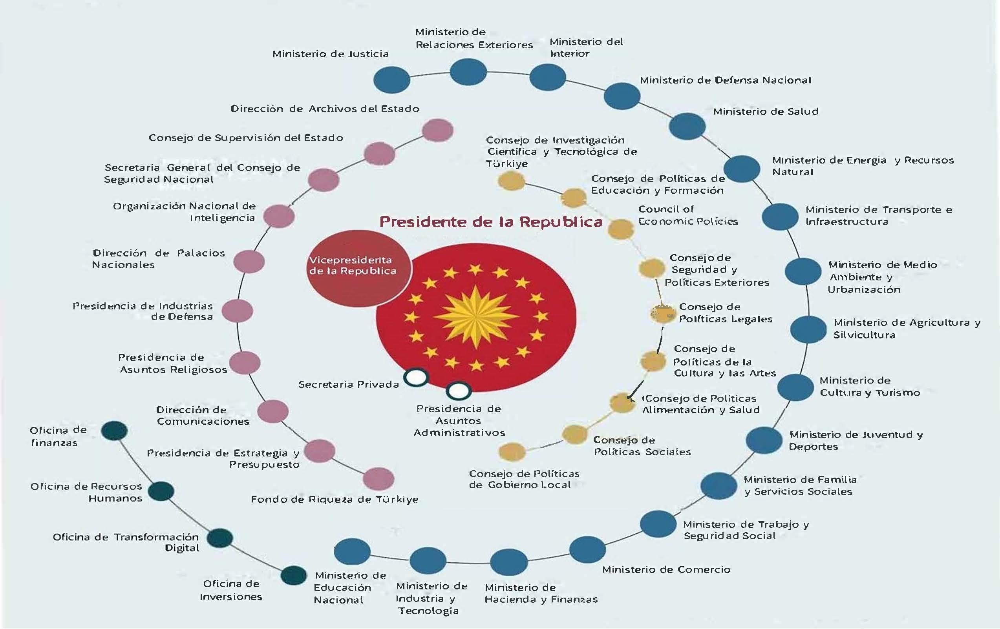 Ministerio de
Relaciones Exteriores
Ministerio del
Interior
Ministerio de Justicia
Ministerio de Defensa Nacional
Dirección de Archivos del Estado
Ministerio de Salud
Consejo de Supervisión del Estado
Consejo de Investigación
Científica y Tecnológica de
Türkiye
Ministerio de Energia y Recursos
Natural
Secretaría General del Consejo de
Seguridad Nacional
Consejo de Políticas de
Educación y Formación
Organización Nacional de
Inteligencia
Council of
Economic Policies
Ministerio de Transporte e
Infraestructura
Presidente de la Republica
Vicepresidenta
de la Republica
Dirección de Palacios
Nacionales
Consejo de
Seguridad y
Políticas Exteriores
Ministerio de Medio
Ambiente y
Urbanización
Presidencia de Industrias
de Defensa
Consejo de
Políticas Legales
Ministerio de Agricultura y
Silvicultura
Presidencia de
Asuntos Religiosos
Consejo de
Políticas de la
Cultura y las Artes
Secretaria Privada
Ministerio de
Cultura y Turismo
Presidencia de
Asuntos
Administrativos
Consejo de Políticas
Alimentación y Salud
Dirección de
Comunicaciones
Oficina de
finanzas
Ministerio de Juventud y
Deportes
Consejo de
Políticas Sociales
Presidencia de Estrategia y
Presupuesto
Consejo de Políticas
de Gobierno Local
Ministerio de Familia
y Servicios Sociales
Oficina de Recursos
Humanos
Fondo de Riqueza de Türkiye
Ministerio de Trabajo y
Seguridad Social
Oficina de Transformación
Digital
Ministerio de Comercio
Oficina de
Inversiones
Ministerio de
Educación
Nacional
Ministerio de
Industria y
Tecnología
Ministerio de
Hacienda y Finanzas